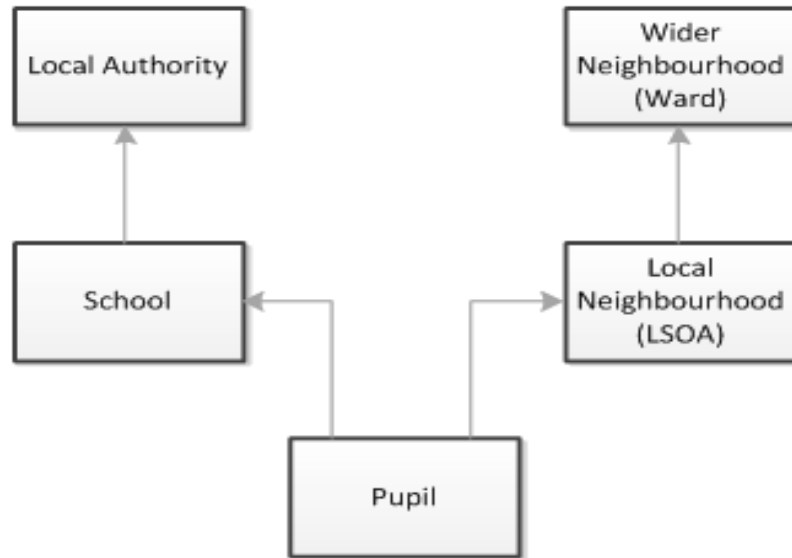 Local Authority
Wider
Neighbourhood
(Ward)
School
Local
Neighbourhood
(LSOA)
Pupil